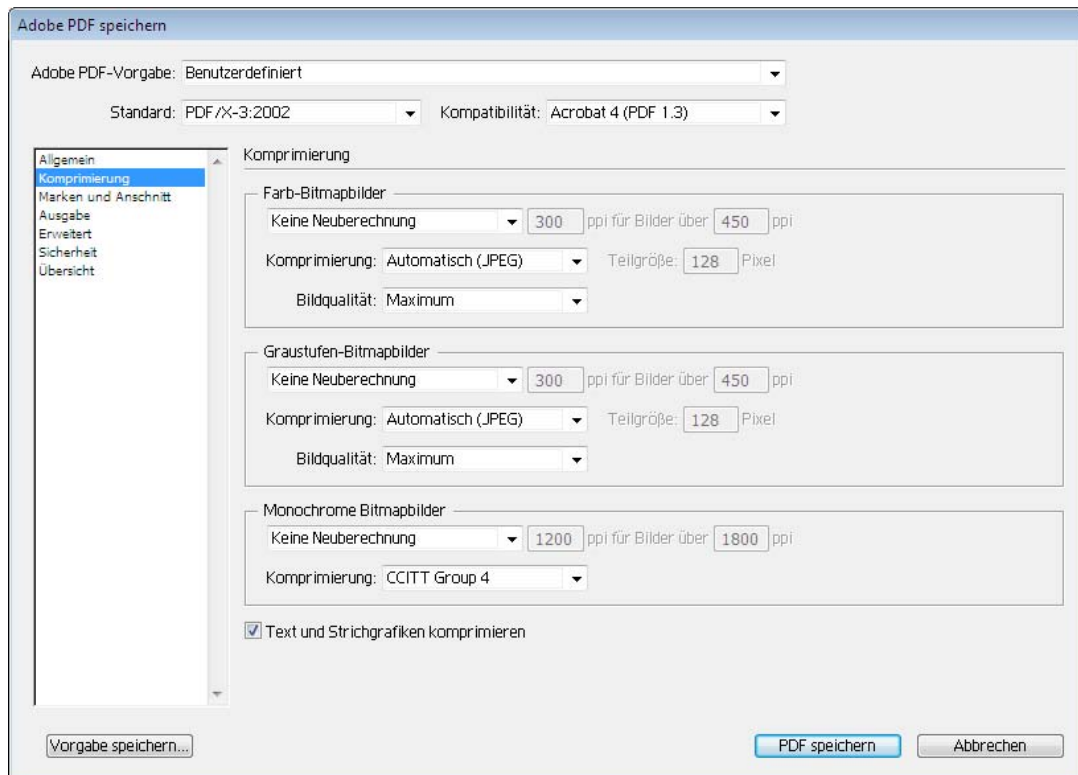 Adobe PDF speichern
Adobe PDF-Vorgabe: Benutzerdefiniert
Standard: PDF/X-3:2002 Kompatibilität: Acrobat 4 (PDF 1.3)
Allgemein
Komprimierung
Marken und Anschnitt
Ausgabe
Erweitert
Sicherheit
Übersicht
Komprimierung
Farb-Bitmapbilder
Keine Neuberechnung 300 ppi für Bilder über 450 ppi
Komprimierung: Automatisch (JPEG) Teilgröße: 128 Pixel
Bildqualität: Maximum
Graustufen-Bitmapbilder
Keine Neuberechnung 300 ppi für Bilder über 450 ppi
Komprimierung: Automatisch (JPEG) Teilgröße: 128 Pixel
Bildqualität: Maximum
Monochrome Bitmapbilder
Keine Neuberechnung 1200 ppi für Bilder über 1800 ppi
Komprimierung: CCITT Group 4
Text und Strichgrafiken komprimieren
Vorgabe speichern... PDF speichern Abbrechen